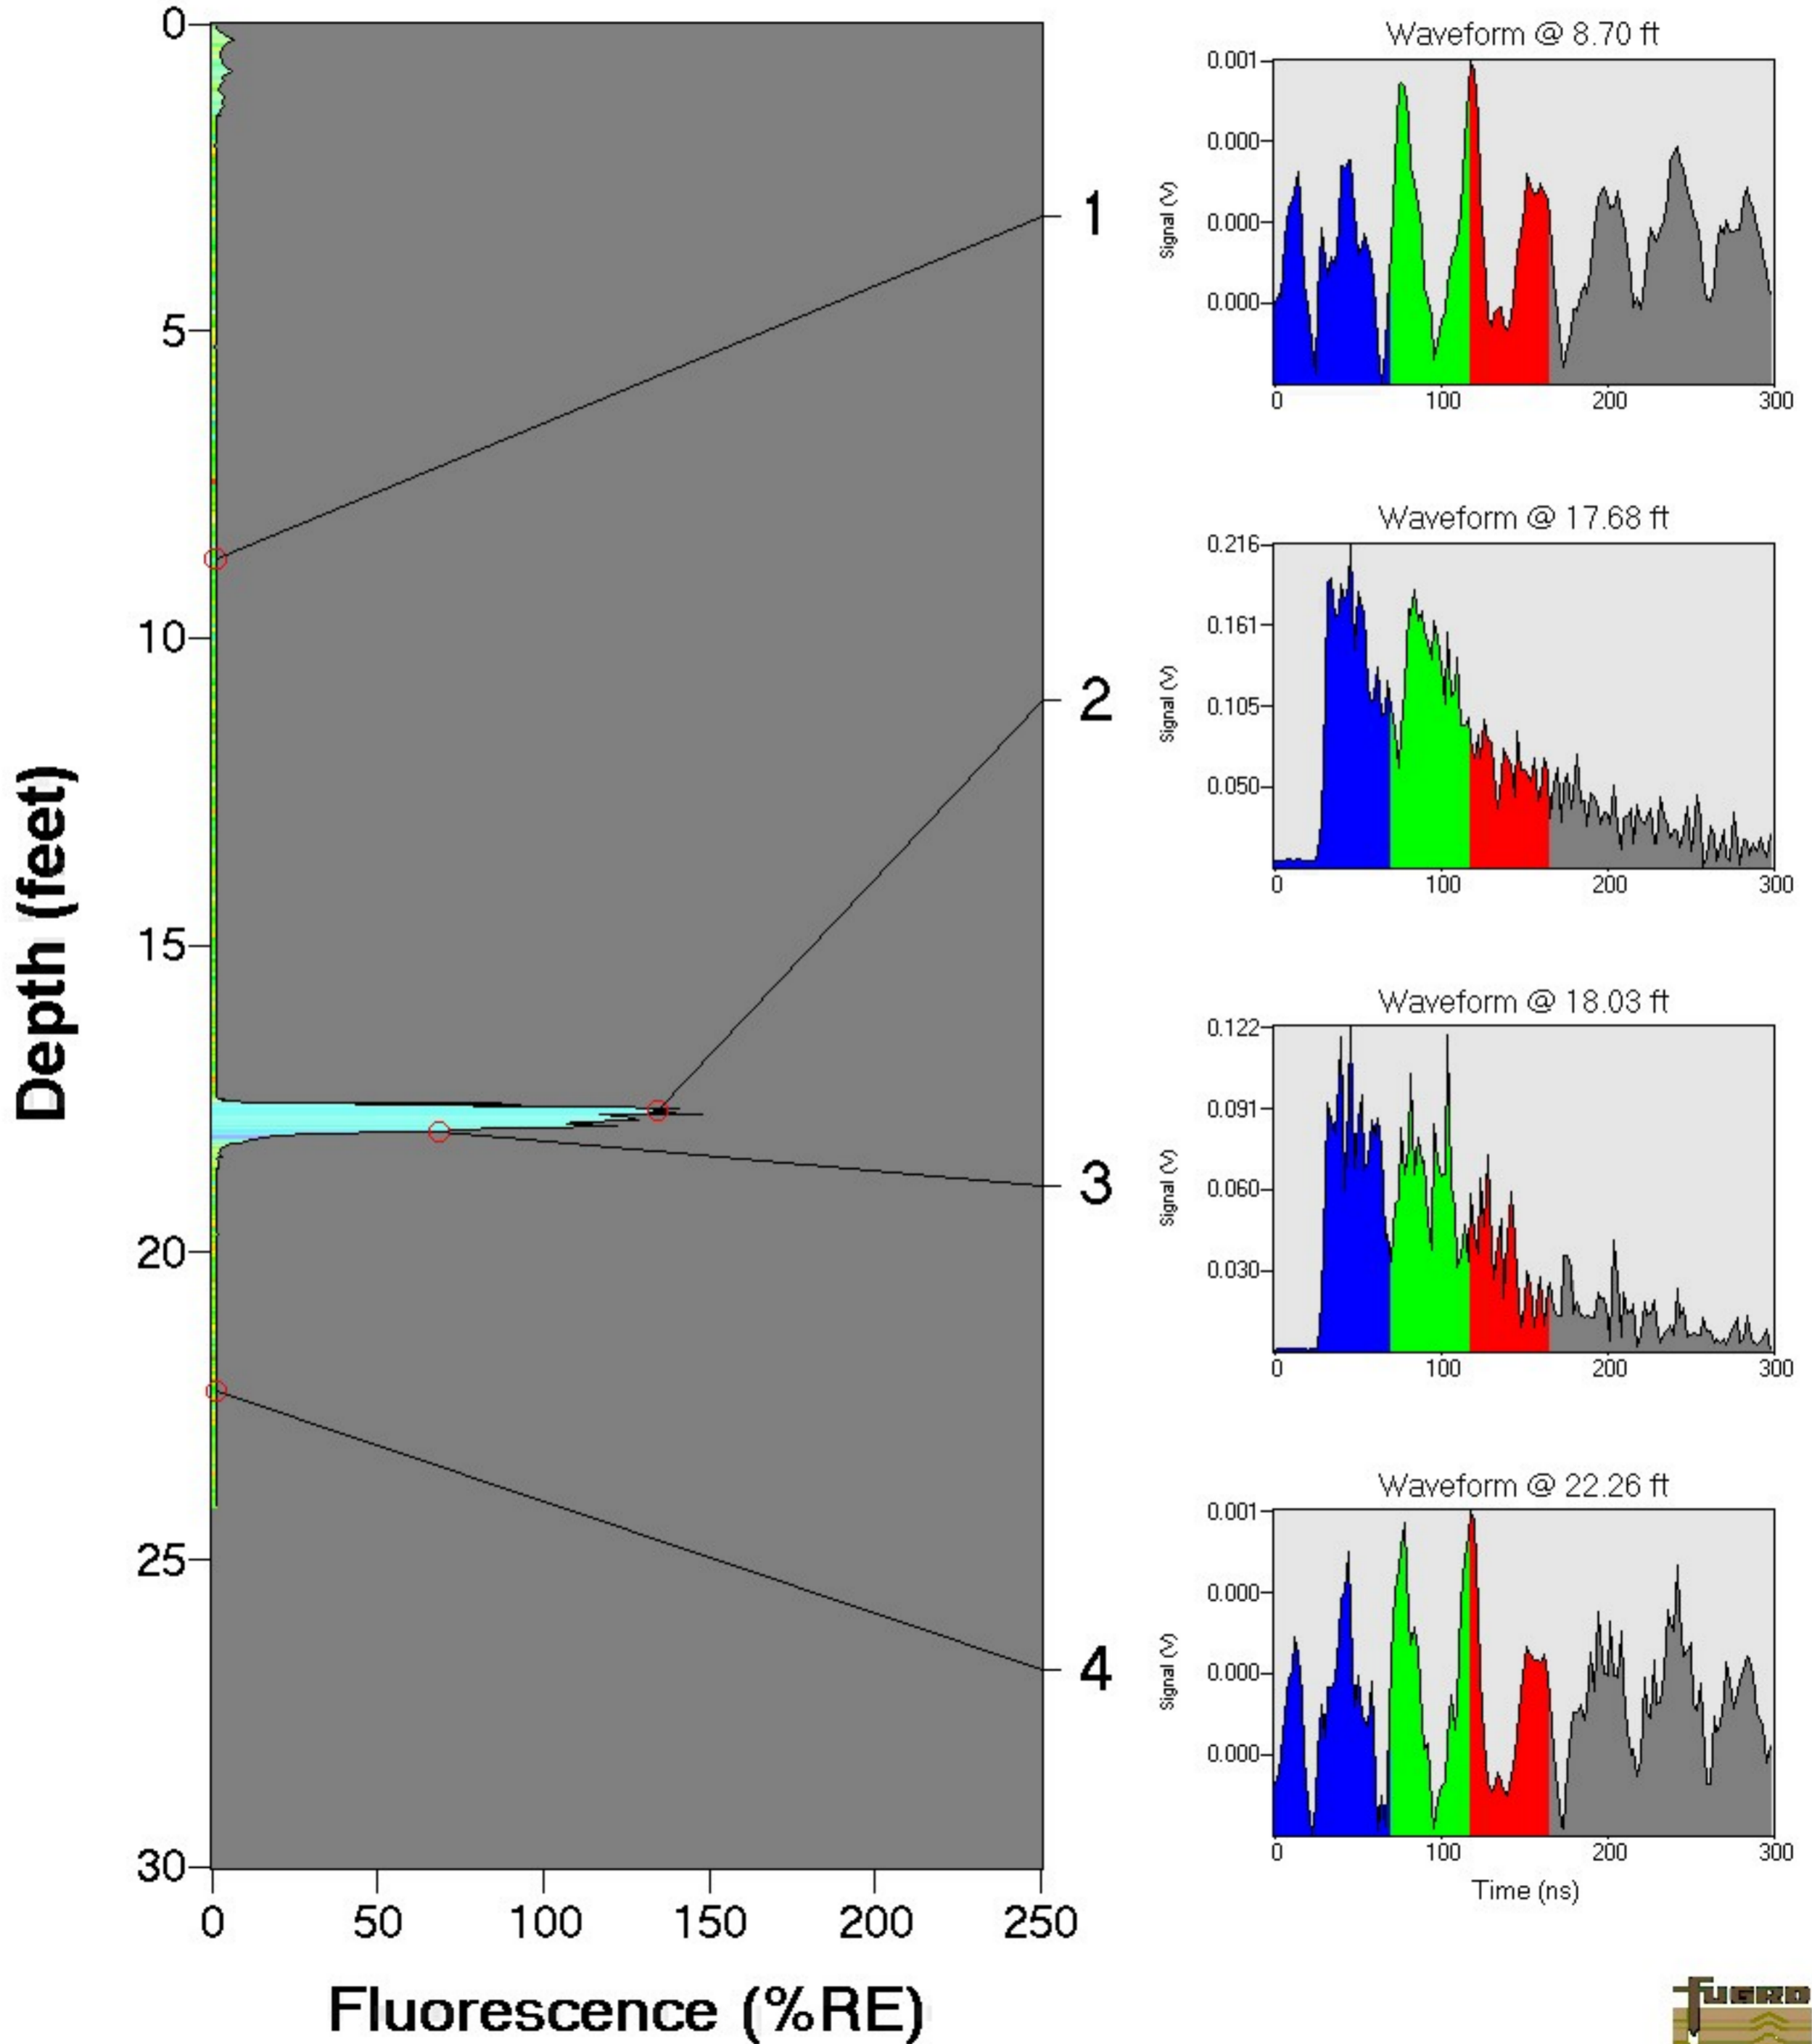 Depth (feet)
0
5
10
15
20
25
30
0 50 100 150 200 250
Fluorescence (%RE)
1
2
3
4
Waveform @ 8.70 ft
Signal (V)
0.001
0.000
0.000
0.000
0 100 200 300
Waveform @ 17.68 ft
Signal (V)
0.216
0.161
0.105
0.050
0 100 200 300
Waveform @ 18.03 ft
Signal (V)
0.122
0.091
0.060
0.030
0 100 200 300
Waveform @ 22.26 ft
Signal (V)
0.001
0.000
0.000
0.000
0 100 200 300
Time (ns)
fUGRO